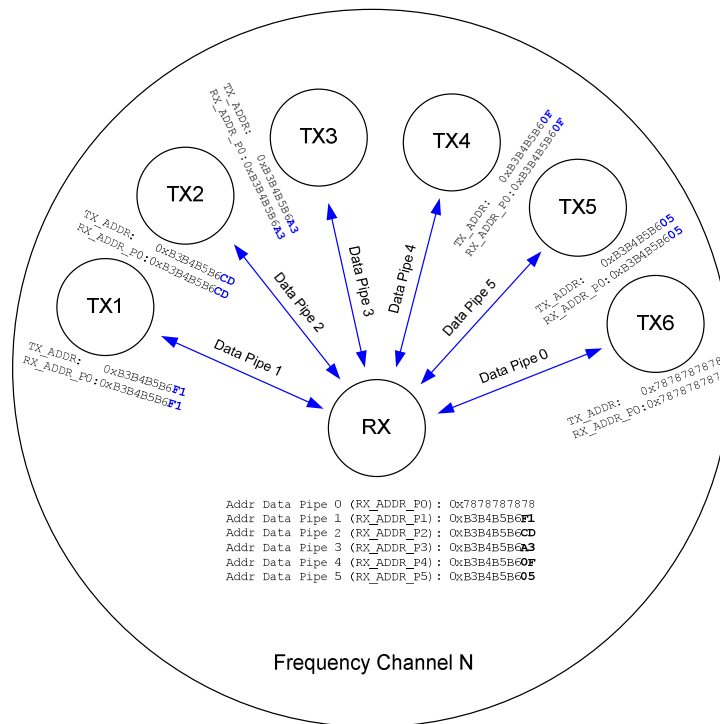 TX3
TX4
TX2
TX5
TX1
TX6
RX
TX_ADDR: 0xB3B4B5B6F1
RX_ADDR_P0:0xB3B4B5B6F1
TX_ADDR: 0xB3B4B5B6CD
RX_ADDR_P0:0xB3B4B5B6CD
TX_ADDR: 0xB3B4B5B6A3
RX_ADDR_P0:0xB3B4B5B6A3
TX_ADDR: 0xB3B4B5B60F
RX_ADDR_P0:0xB3B4B5B60F
TX_ADDR: 0xB3B4B5B605
RX_ADDR_P0:0xB3B4B5B605
TX_ADDR: 0x7878787878
RX_ADDR_P0:0x787878787
Data Pipe 1
Data Pipe 2
Data Pipe 3
Data Pipe 4
Data Pipe 5
Data Pipe 0
Addr Data Pipe 0 (RX_ADDR_P0): 0x7878787878
Addr Data Pipe 1 (RX_ADDR_P1): 0xB3B4B5B6F1
Addr Data Pipe 2 (RX_ADDR_P2): 0xB3B4B5B6CD
Addr Data Pipe 3 (RX_ADDR_P3): 0xB3B4B5B6A3
Addr Data Pipe 4 (RX_ADDR_P4): 0xB3B4B5B60F
Addr Data Pipe 5 (RX_ADDR_P5): 0xB3B4B5B605
Frequency Channel N